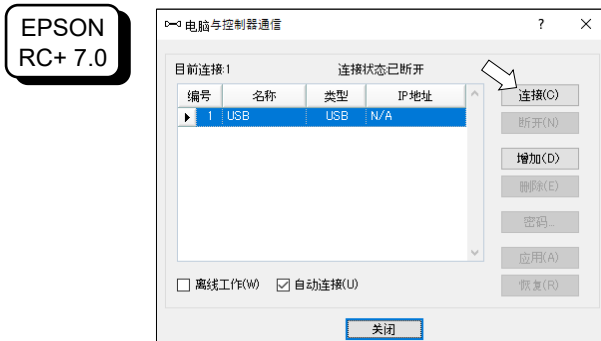 EPSON
RC+ 7.0
电脑与控制器通信 ? ×
目前连接:1 连接状态已断开
编号 名称 类型 IP地址
1 USB USB N/A
连接(C)
断开(N)
增加(D)
删除(E)
密码...
应用(A)
离线工作(W) 自动连接(U) 恢复(R)
关闭